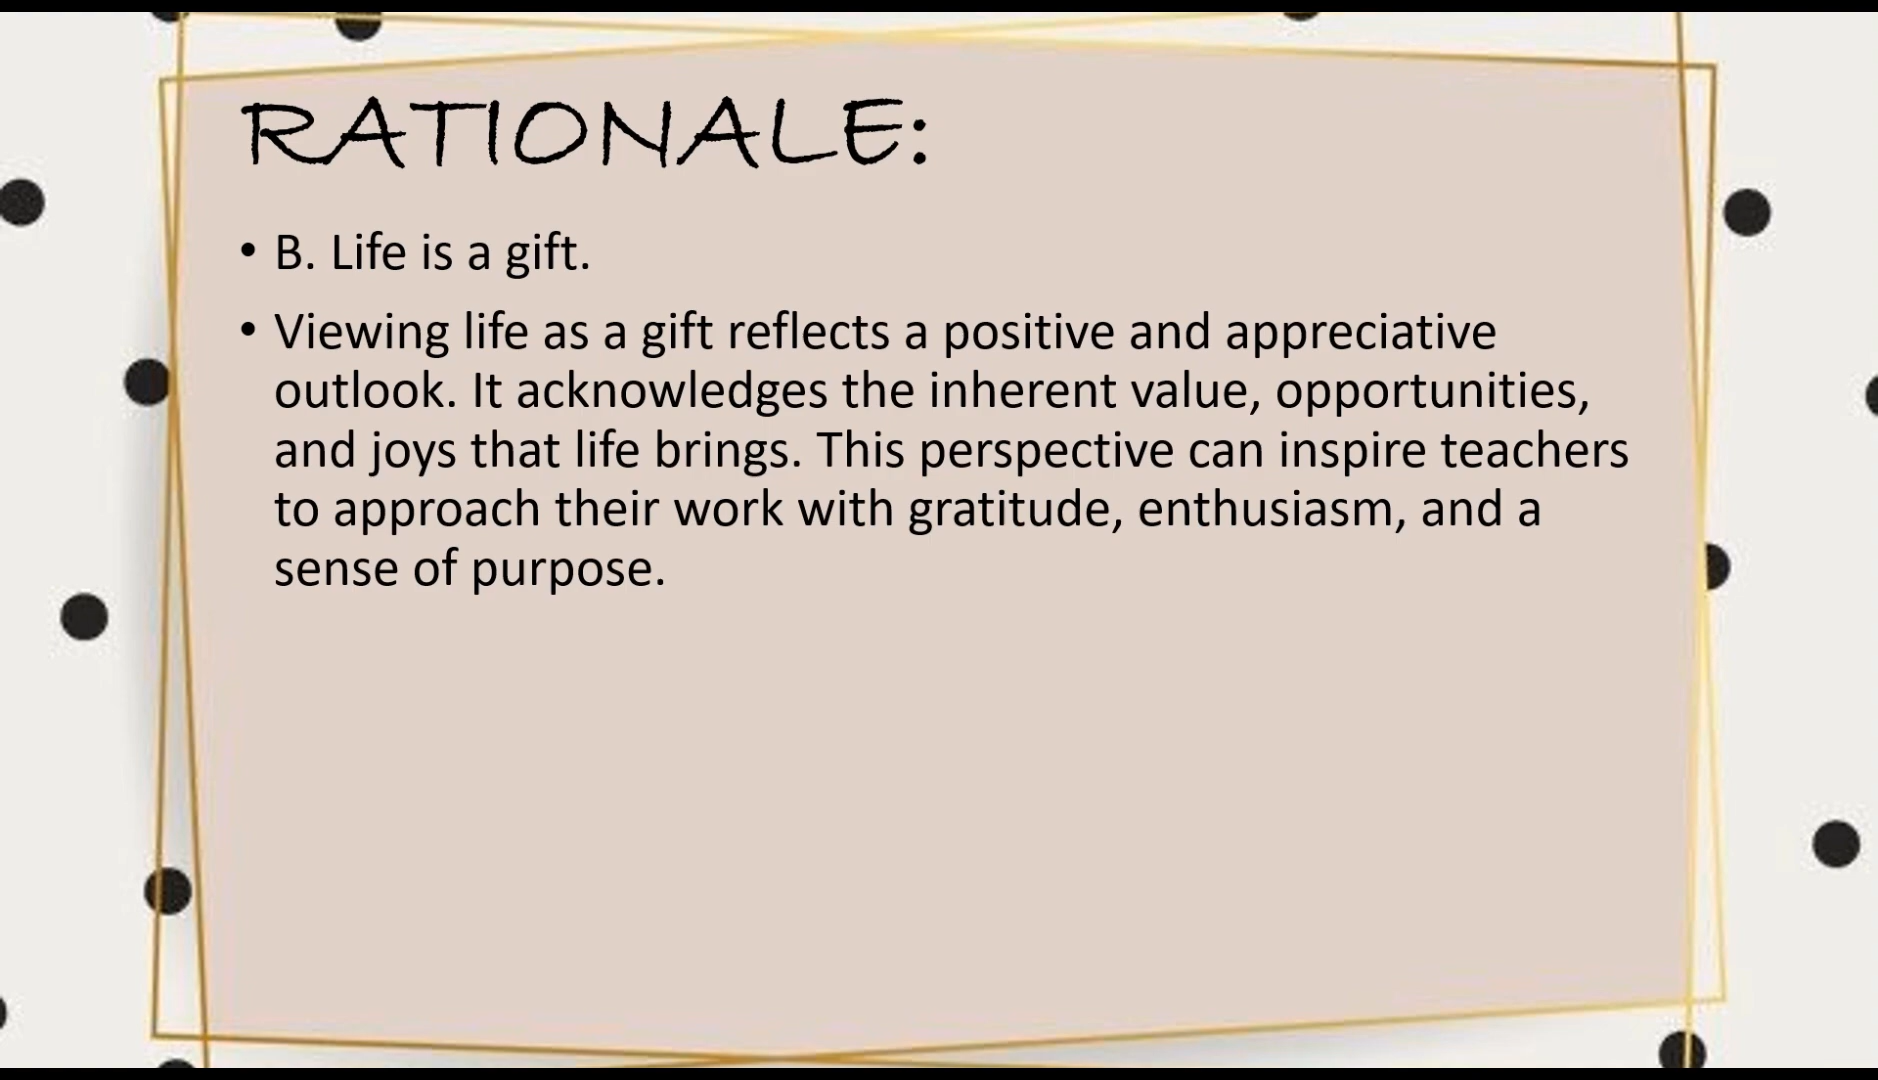 RATIONALE:
• B. Life is a gift.
• Viewing life as a gift reflects a positive and appreciative
outlook. It acknowledges the inherent value, opportunities,
and joys that life brings. This perspective can inspire teachers
to approach their work with gratitude, enthusiasm, and a
sense of purpose.